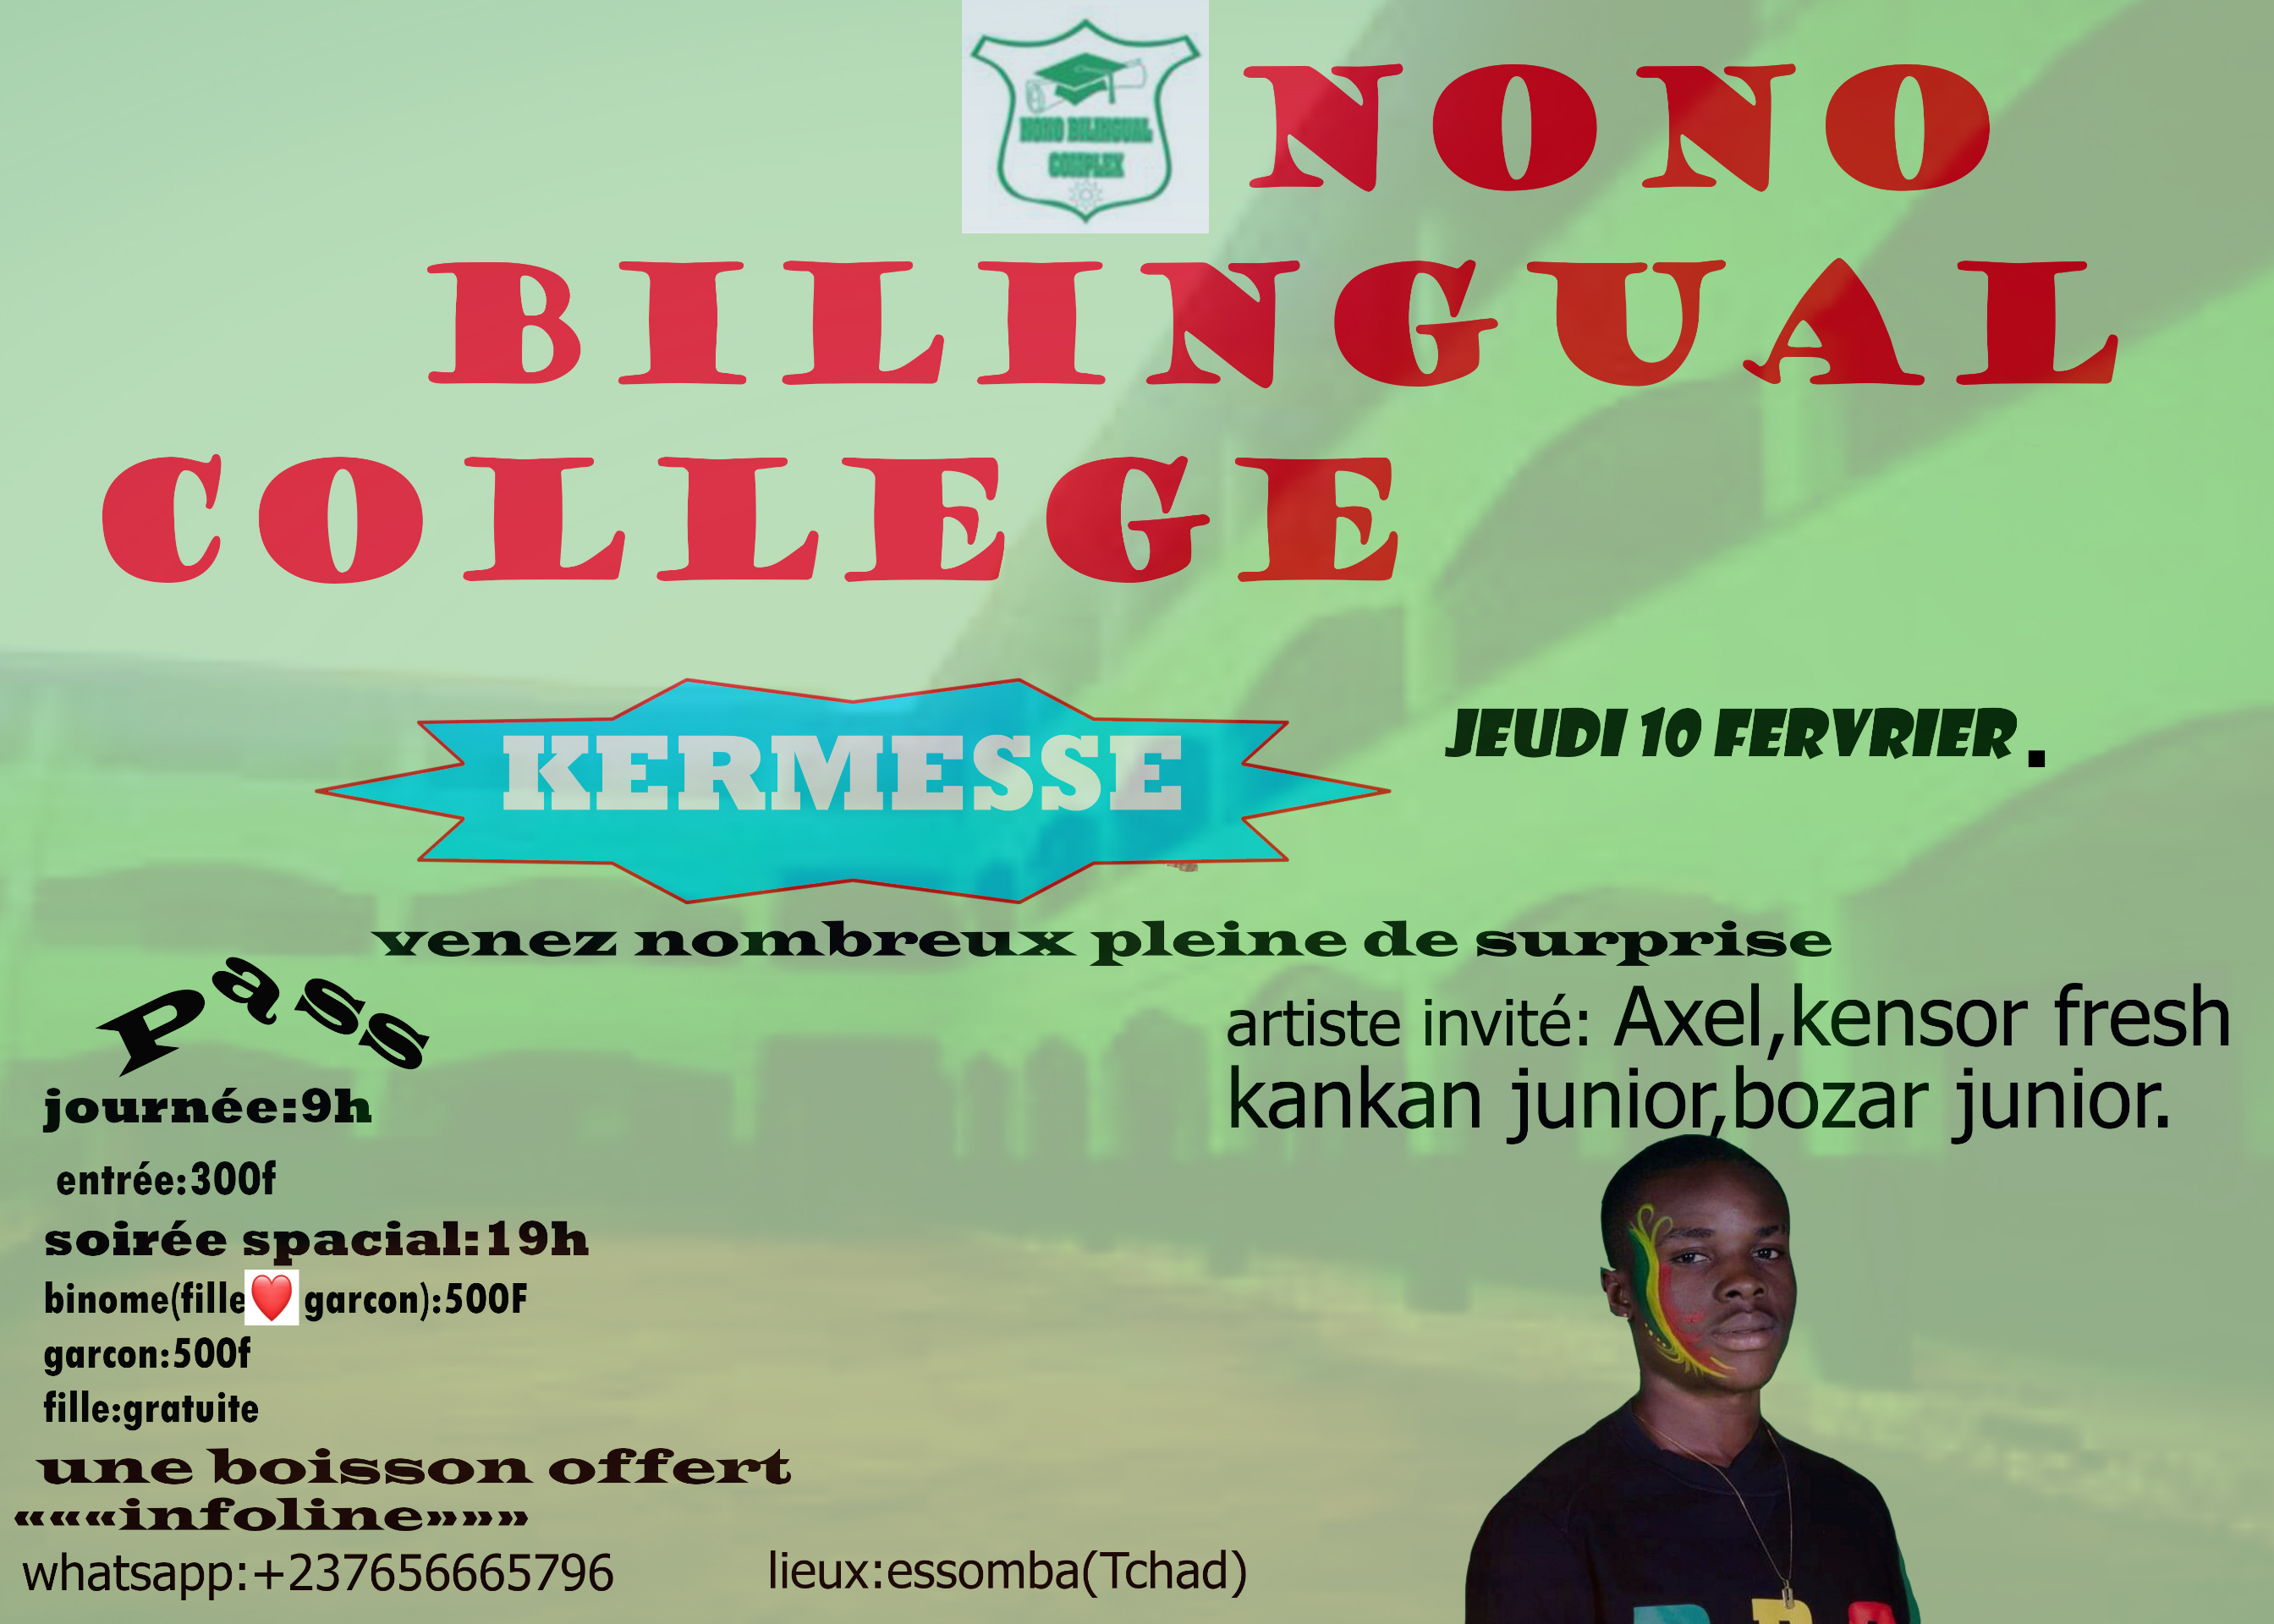 NONO BILINGUAL
COMPLEX
NONO
BILINGUAL
COLLEGE
KERMESSE
JEUDI 10 FERVRIER.
venez nombreux pleine de surprise
Pass
artiste invité: Axel,kensor fresh
kankan junior,bozar junior.
journée:9h
entrée:300f
soirée spacial:19h
binome(fille❤️ garcon):500F
garcon:500f
fille:gratuite
une boisson offert
«««infoline»»»
whatsapp:+237656665796
lieux:essomba(Tchad)